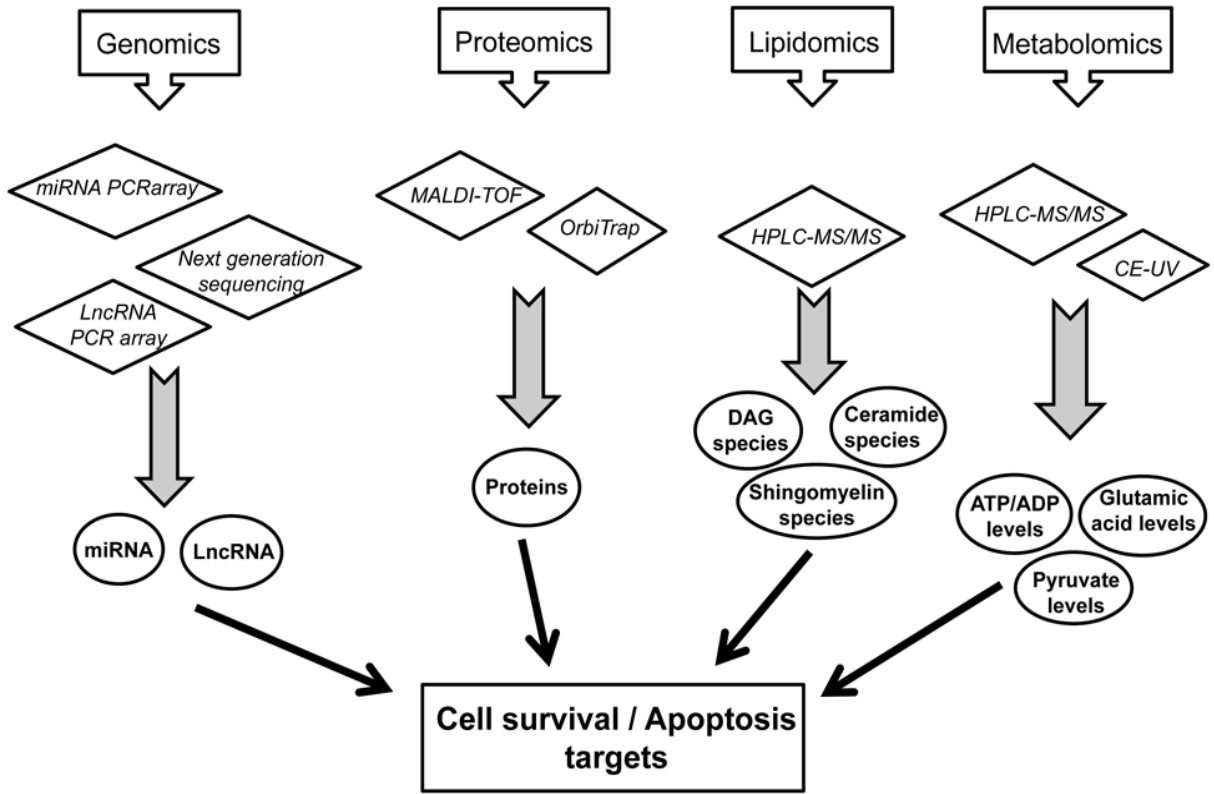 Genomics
Proteomics
Lipidomics
Metabolomics
miRNA PCRarray
Next generation
sequencing
LncRNA
PCR array
MALDI-TOF
OrbiTrap
HPLC-MS/MS
HPLC-MS/MS
CE-UV
miRNA
LncRNA
Proteins
DAG
species
Ceramide
species
Shingomyelin
species
ATP/ADP
levels
Glutamic
acid levels
Pyruvate
levels
Cell survival / Apoptosis
targets